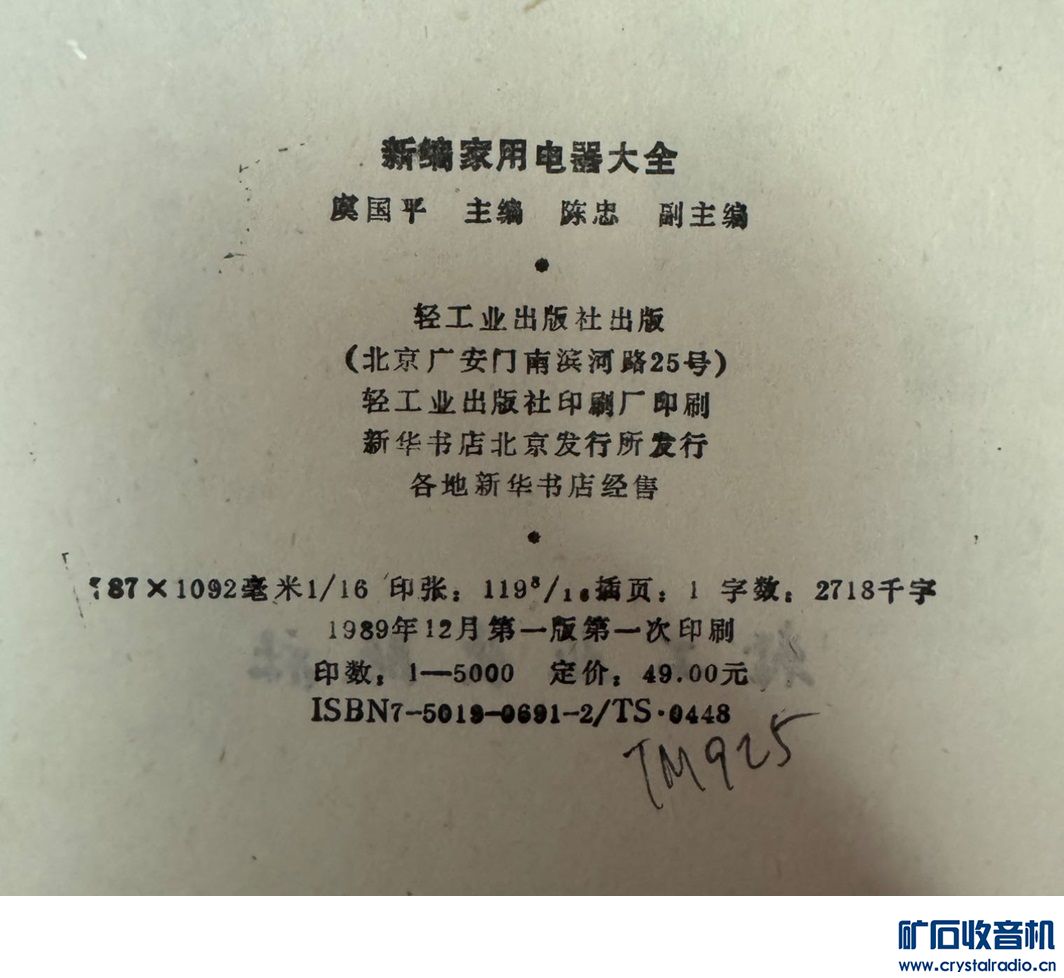 新编家用电器大全
虞国平 主编 陈忠 副主编
轻工业出版社出版
(北京广安门南滨河路25号)
轻工业出版社印刷厂印刷
新华书店北京发行所发行
各地新华书店经售
787×1092毫米1/16 印张：119⁸/₁₆插页：1 字数：2718千字
1989年12月第一版第一次印刷
印数：1—5000 定价：49.00元
ISBN7-5019-0691-2/TS·0448
TM925
矿石收音机
www.crystalradio.cn